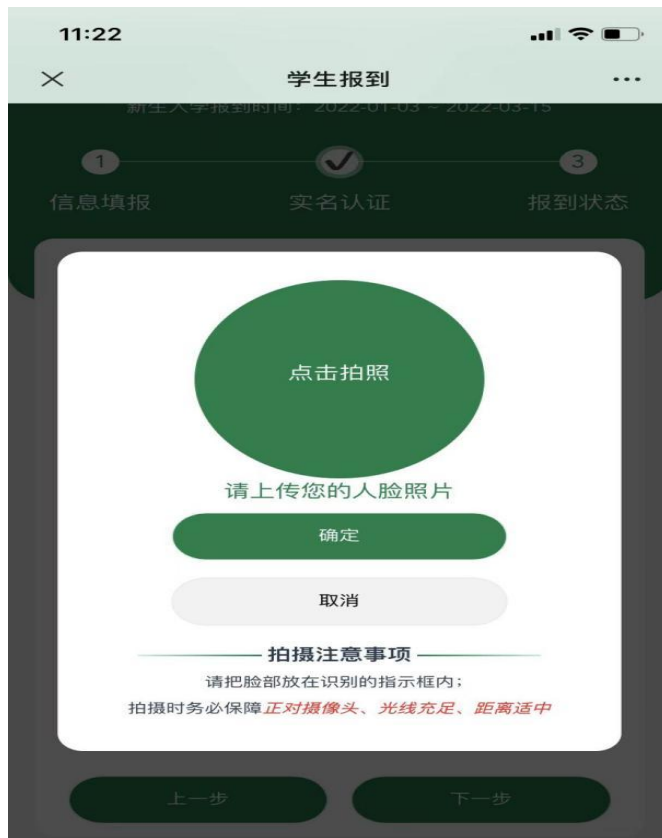 11:22
学生报到
新生入学报到时间：2022-01-03 ~ 2022-03-15
1
3
信息填报
实名认证
报到状态
点击拍照
请上传您的人脸照片
确定
取消
拍摄注意事项
请把脸部放在识别的指示框内；
拍摄时务必保障正对摄像头、光线充足、距离适中
上一步
下一步